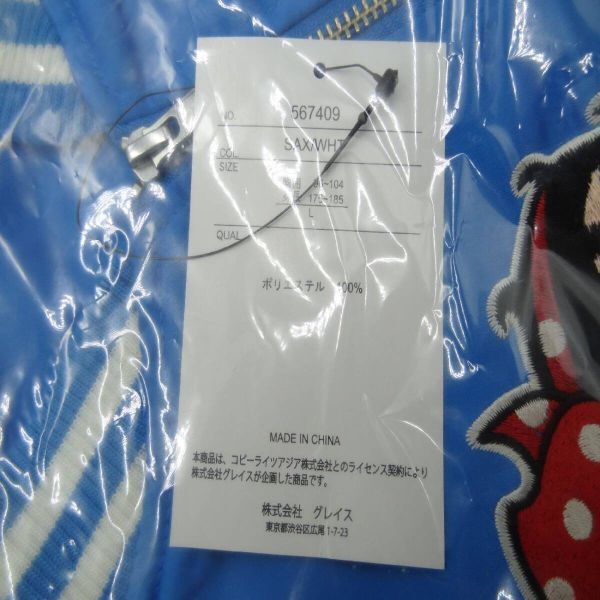 NO. 567409
COL. SAX/WHT
SIZE
96-104
175-185
L
QUAL
ポリエステル 100%
MADE IN CHINA
本商品は、コピーライツアジア株式会社とのライセンス契約により
株式会社グレイスが企画した商品です。
株式会社 グレイス
東京都渋谷区広尾1-7-23